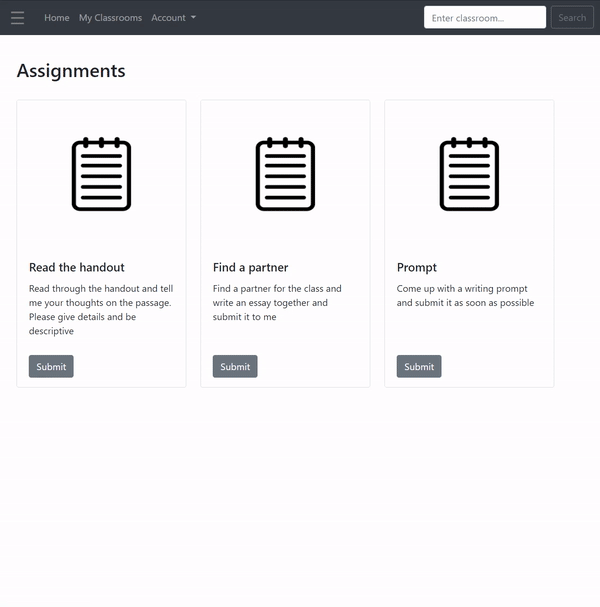 Home My Classrooms Account Enter classroom... Search
Assignments
Read the handout
Read through the handout and tell
me your thoughts on the passage.
Please give details and be
descriptive
Submit
Find a partner
Find a partner for the class and
write an essay together and
submit it to me
Submit
Prompt
Come up with a writing prompt
and submit it as soon as possible
Submit